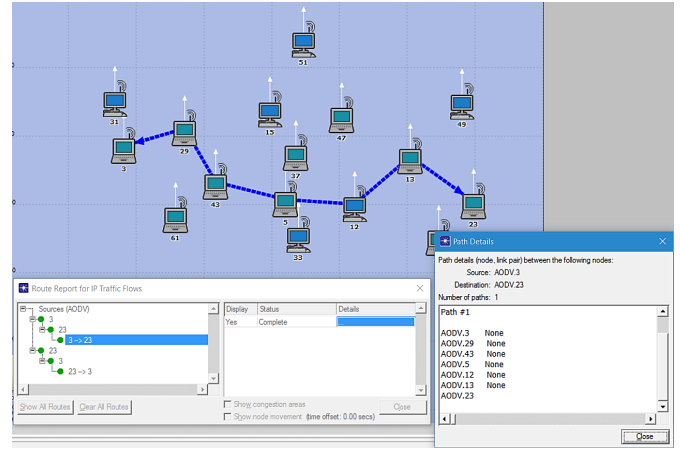 51
31
15
47
49
29
3
37
13
43
5
12
23
61
33
Path Details
Path details (node, link pair) between the following nodes:
Source: AODV.3
Destination: AODV.23
Number of paths: 1
Path #1
AODV.3 None
AODV.29 None
AODV.43 None
AODV.5 None
AODV.12 None
AODV.13 None
AODV.23
Close
Route Report for IP Traffic Flows
Sources (AODV)
3
23
3 --> 23
23
3
23 --> 3
Display Status Details
Yes Complete ...
Show All Routes Clear All Routes
Show congestion areas
Show node movement (time offset: 0.00 secs)
Close